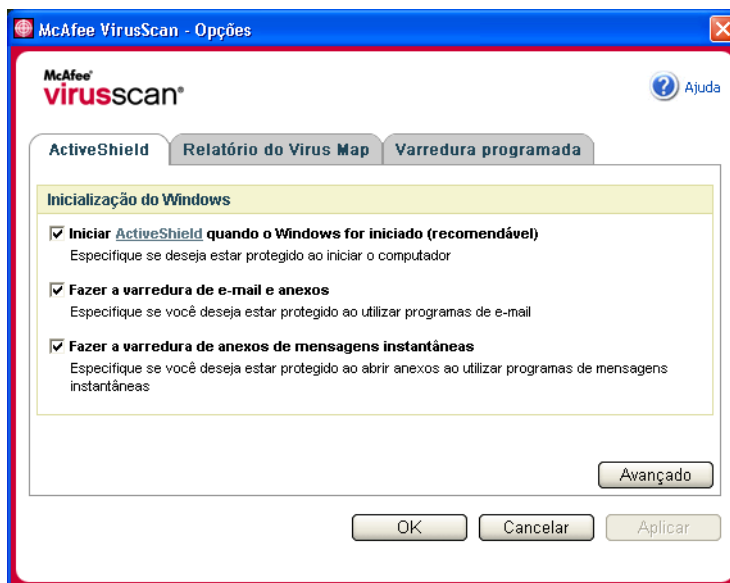 McAfee VirusScan - Opções
McAfee®
virusscan®
? Ajuda
ActiveShield
Relatório do Virus Map
Varredura programada
Inicialização do Windows
Iniciar ActiveShield quando o Windows for iniciado (recomendável)
Especifique se deseja estar protegido ao iniciar o computador
Fazer a varredura de e-mail e anexos
Especifique se você deseja estar protegido ao utilizar programas de e-mail
Fazer a varredura de anexos de mensagens instantâneas
Especifique se você deseja estar protegido ao abrir anexos ao utilizar programas de mensagens
instantâneas
Avançado
OK
Cancelar
Aplicar